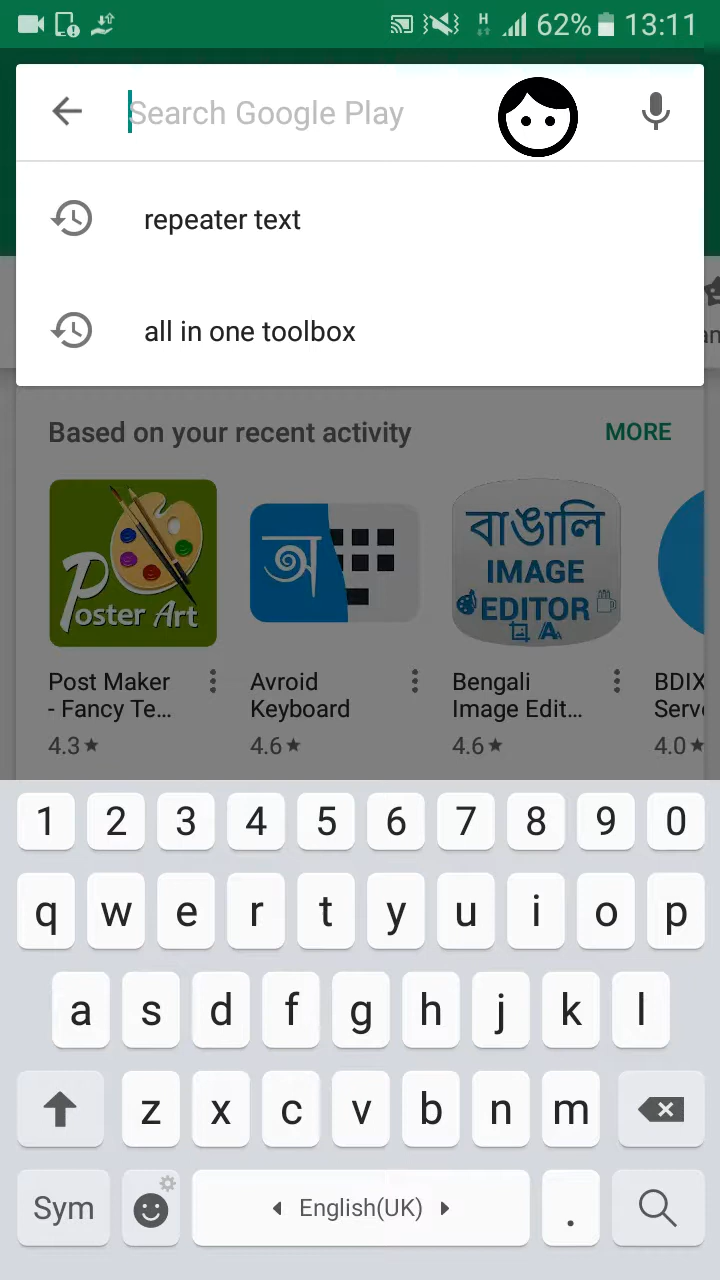 H 62% 13:11
Search Google Play
repeater text
all in one toolbox
Based on your recent activity MORE
Poster Art
অ
বাঙালি
IMAGE
EDITOR
Post Maker
- Fancy Te...
4.3★
Avroid
Keyboard
4.6★
Bengali
Image Edit...
4.6★
BDIX
Serv
4.0★
1 2 3 4 5 6 7 8 9 0
q w e r t y u i o p
a s d f g h j k l
z x c v b n m
Sym English(UK) .